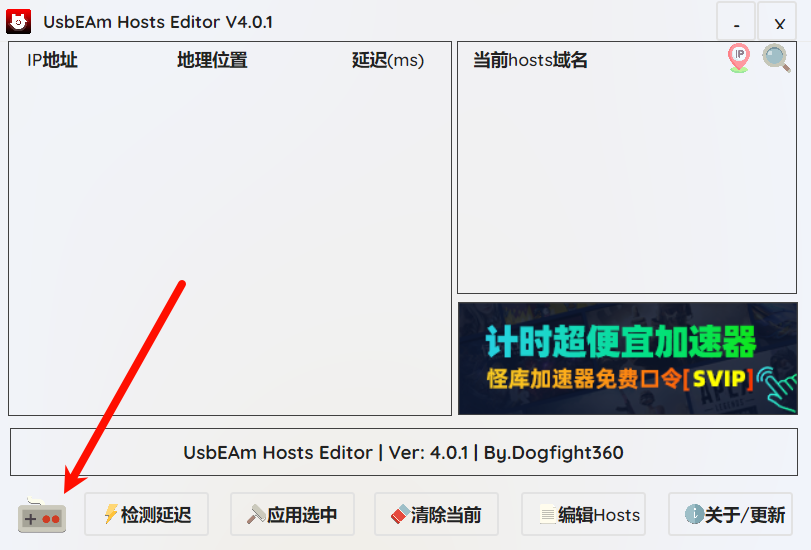 UsbEAm Hosts Editor V4.0.1
- x
IP地址 地理位置 延迟(ms)
当前hosts域名
IP
计时超便宜加速器
怪库加速器免费口令[SVIP]
UsbEAm Hosts Editor | Ver: 4.0.1 | By.Dogfight360
检测延迟 应用选中 清除当前 编辑Hosts 关于/更新